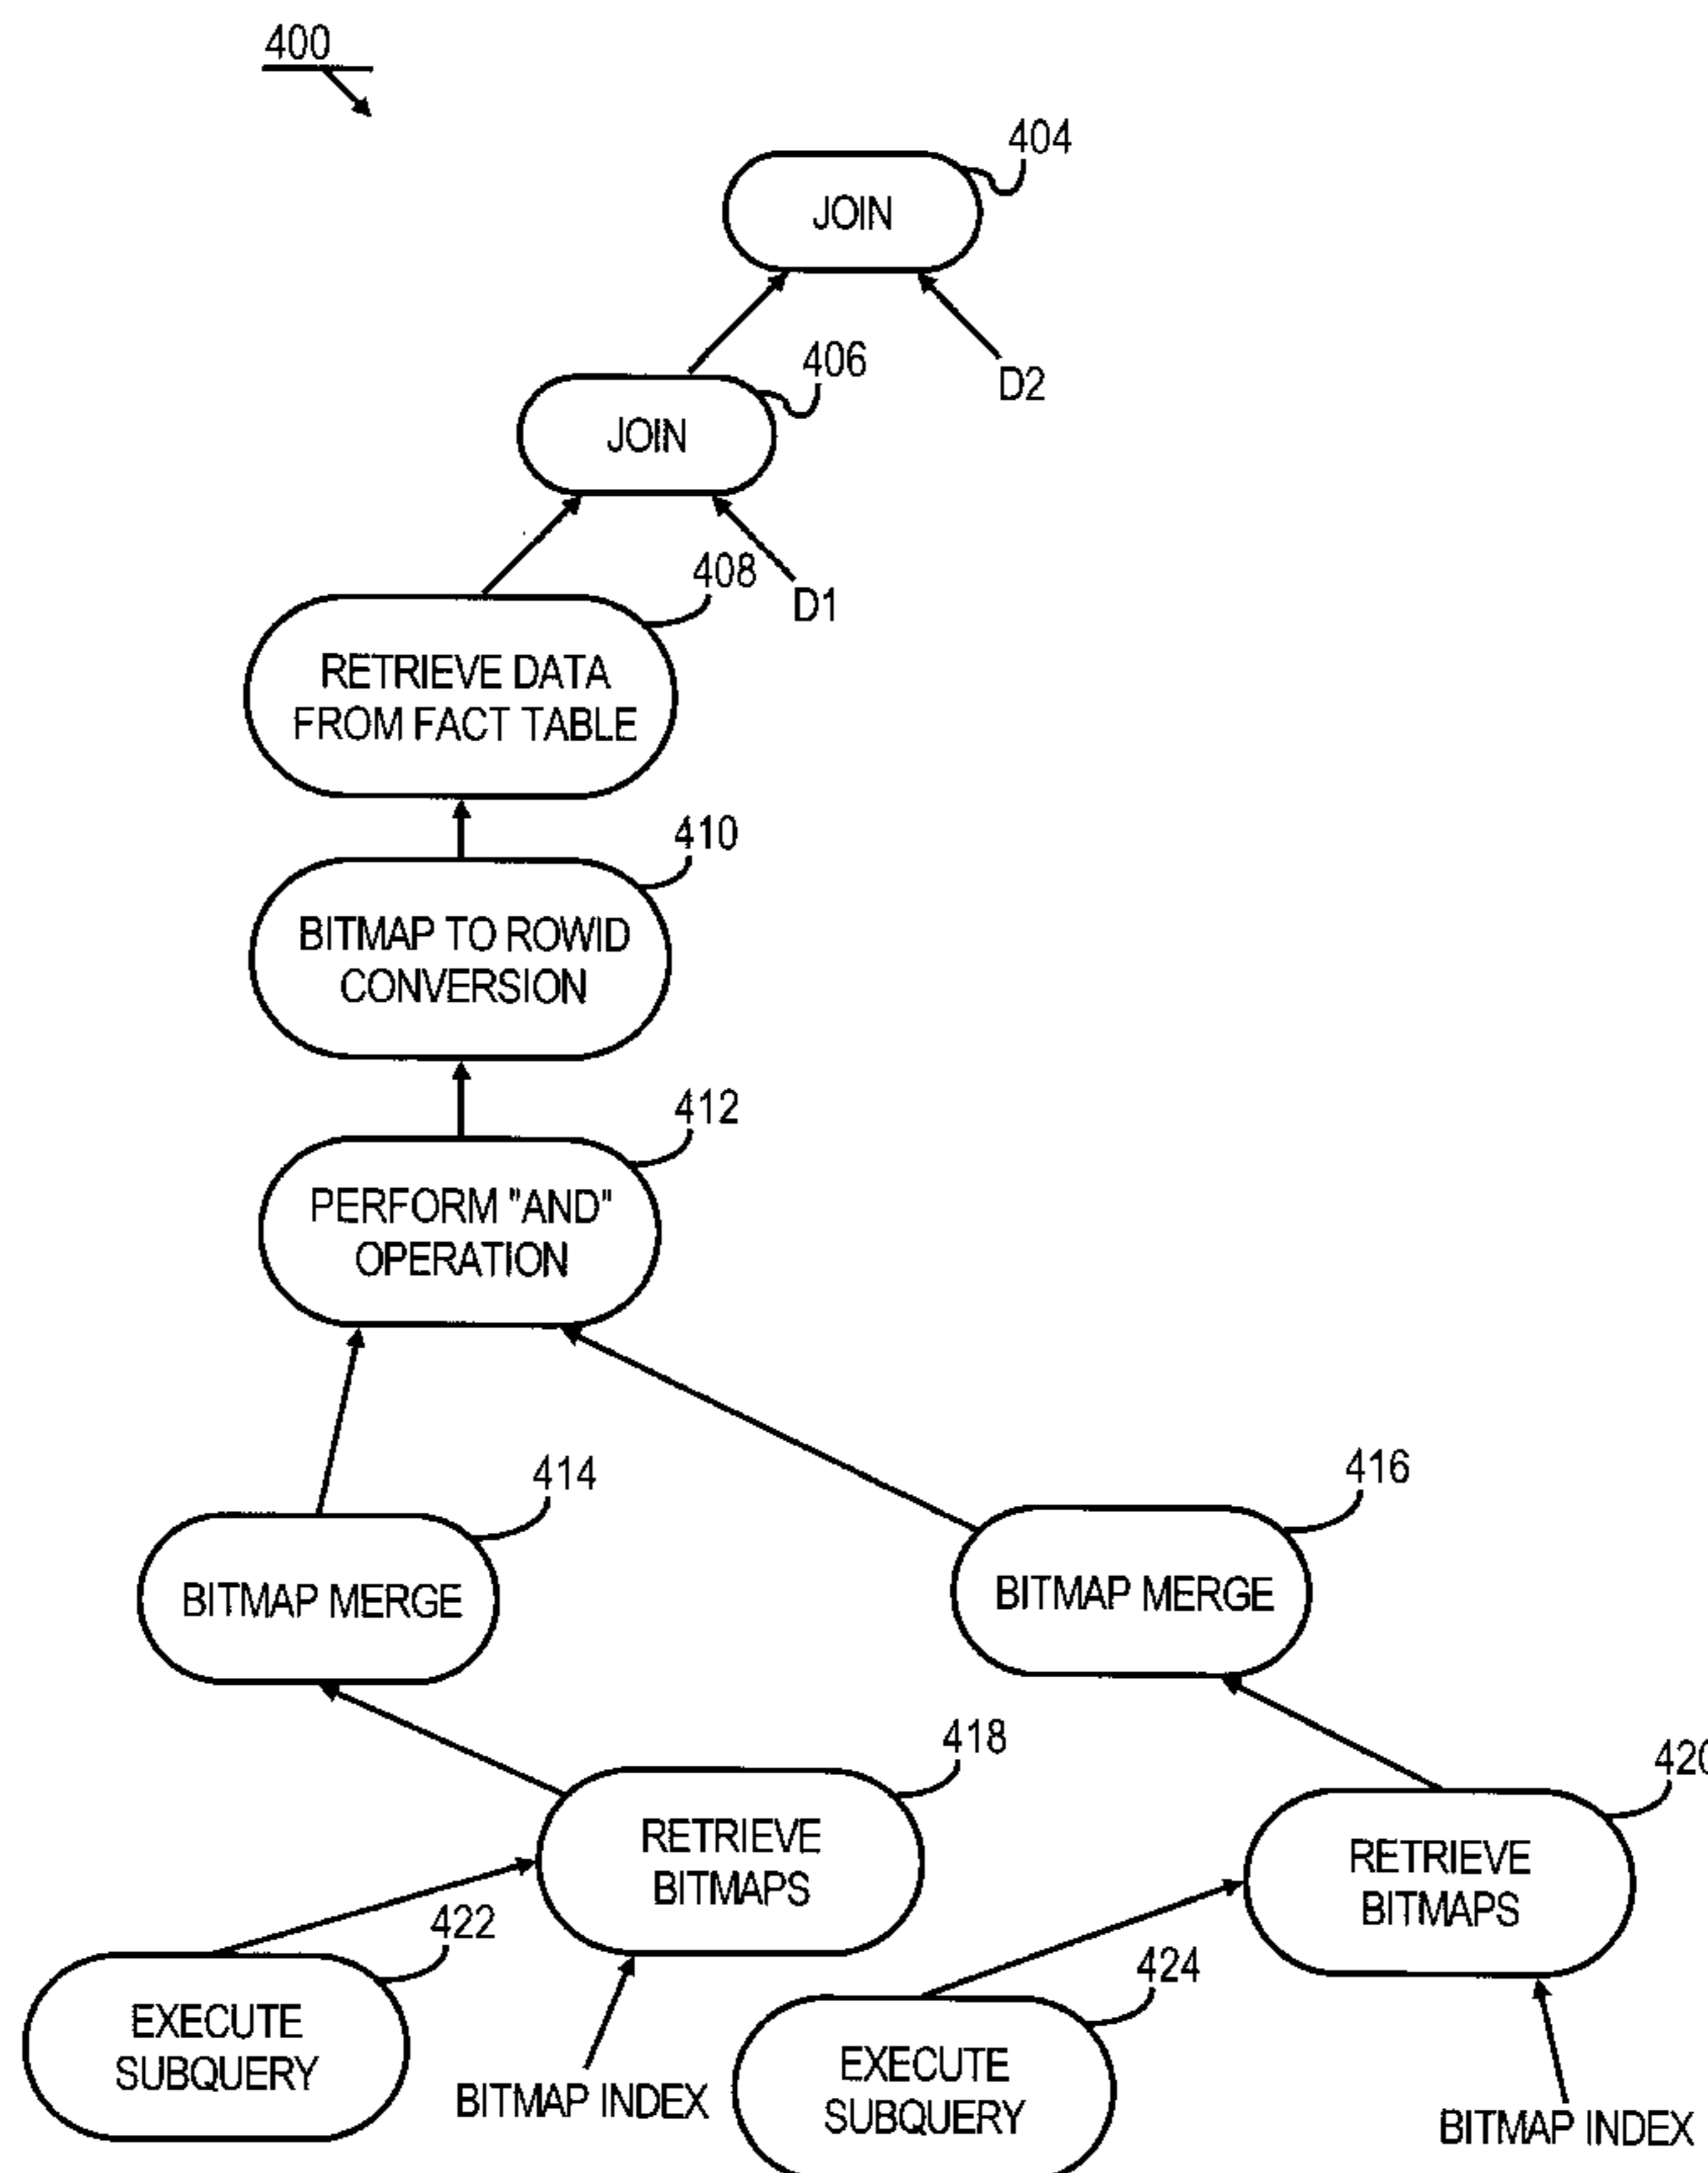 400
404
JOIN
406
D2
JOIN
408
D1
RETRIEVE DATA
FROM FACT TABLE
410
BITMAP TO ROWID
CONVERSION
412
PERFORM "AND"
OPERATION
414
416
BITMAP MERGE
BITMAP MERGE
418
420
RETRIEVE
BITMAPS
RETRIEVE
BITMAPS
422
424
EXECUTE
SUBQUERY
BITMAP INDEX
EXECUTE
SUBQUERY
BITMAP INDEX